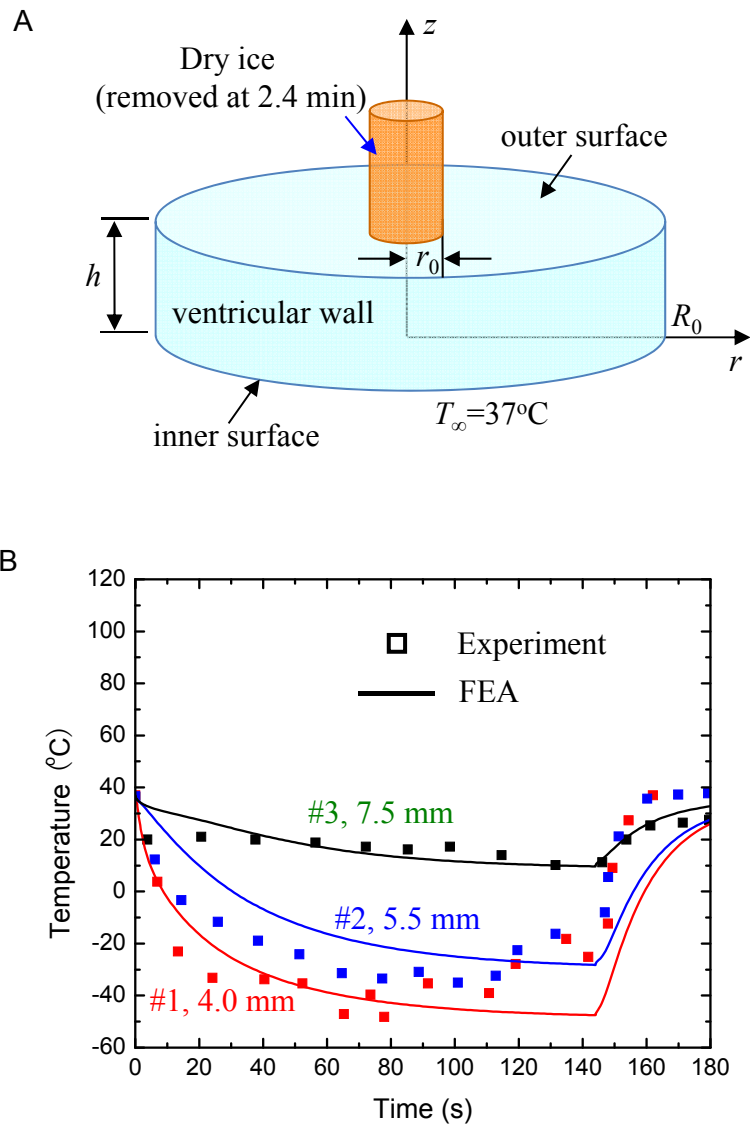 A
z
Dry ice
(removed at 2.4 min)
outer surface
r0
h
ventricular wall
R0
r
T∞=37oC
inner surface
B
120
100
80
60
40
20
0
-20
-40
-60
Temperature (oC)
Experiment
FEA
#3, 7.5 mm
#2, 5.5 mm
#1, 4.0 mm
0 20 40 60 80 100 120 140 160 180
Time (s)